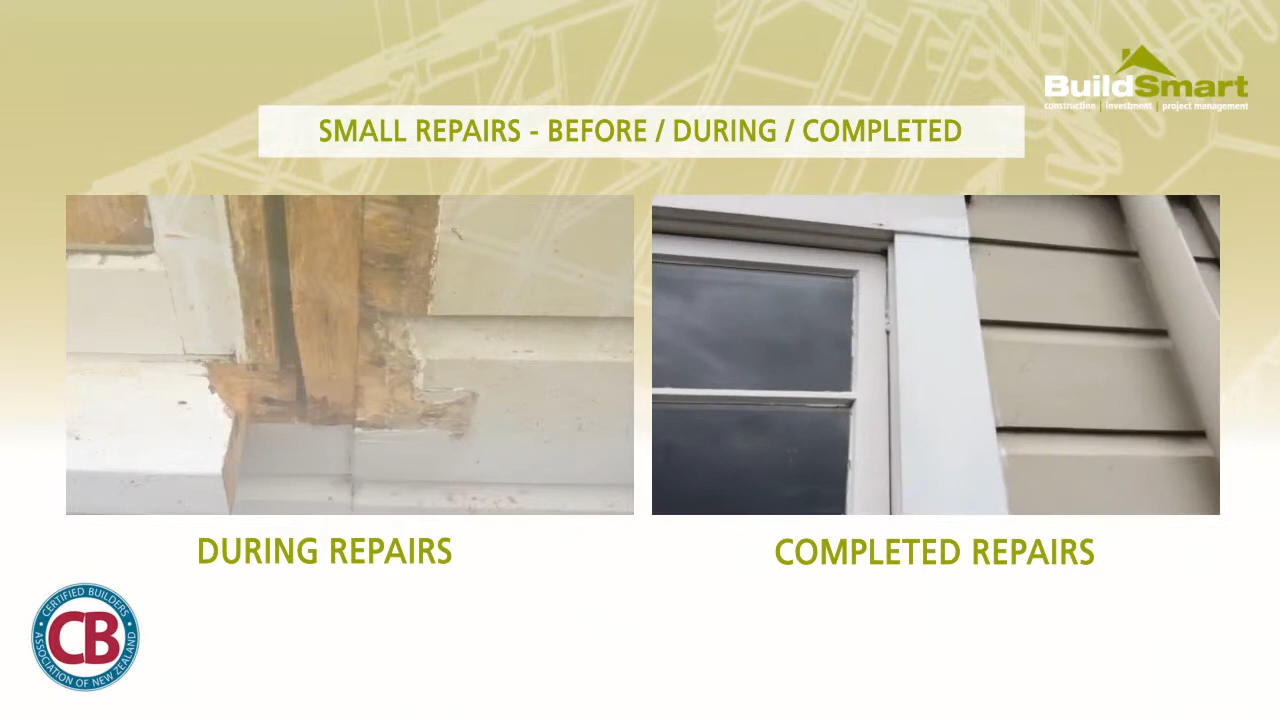 BuildSmart
construction | investment | project management
SMALL REPAIRS - BEFORE / DURING / COMPLETED
DURING REPAIRS
COMPLETED REPAIRS
CERTIFIED BUILDERS
CB
ASSOCIATION OF NEW ZEALAND